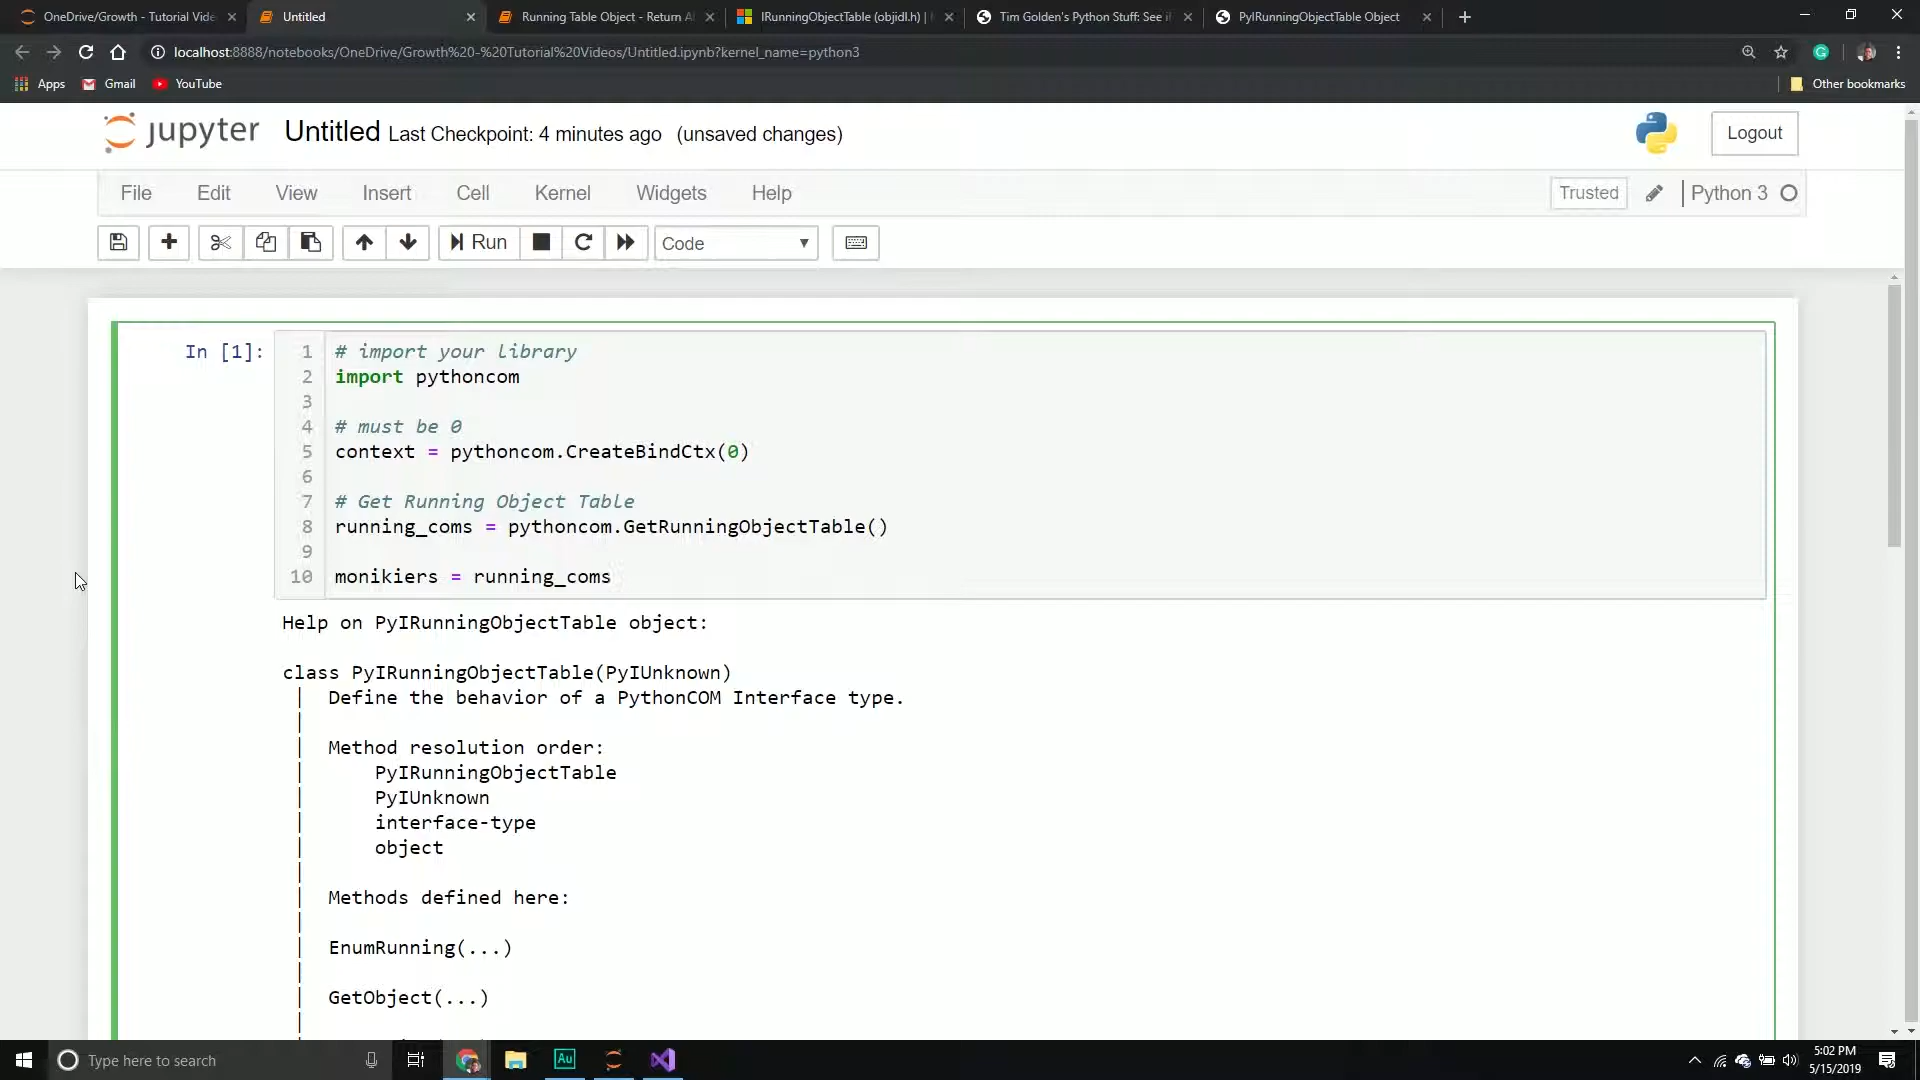 OneDrive/Growth - Tutorial Vide
Untitled
Running Table Object - Return Al
IRunningObjectTable (objidl.h) |
Tim Golden's Python Stuff: See i
PyIRunningObjectTable Object
localhost:8888/notebooks/OneDrive/Growth%20-%20Tutorial%20Videos/Untitled.ipynb?kernel_name=python3
Apps
Gmail
YouTube
Other bookmarks
jupyter
Untitled Last Checkpoint: 4 minutes ago (unsaved changes)
Logout
File Edit View Insert Cell Kernel Widgets Help
Trusted
Python 3
Run
Code
In [1]:
1 # import your library
2 import pythoncom
3
4 # must be 0
5 context = pythoncom.CreateBindCtx(0)
6
7 # Get Running Object Table
8 running_coms = pythoncom.GetRunningObjectTable()
9
10 monikiers = running_coms
Help on PyIRunningObjectTable object:
class PyIRunningObjectTable(PyIUnknown)
| Define the behavior of a PythonCOM Interface type.
|
| Method resolution order:
| PyIRunningObjectTable
| PyIUnknown
| interface-type
| object
|
| Methods defined here:
|
| EnumRunning(...)
|
| GetObject(...)
|
Type here to search
Au
5:02 PM
5/15/2019